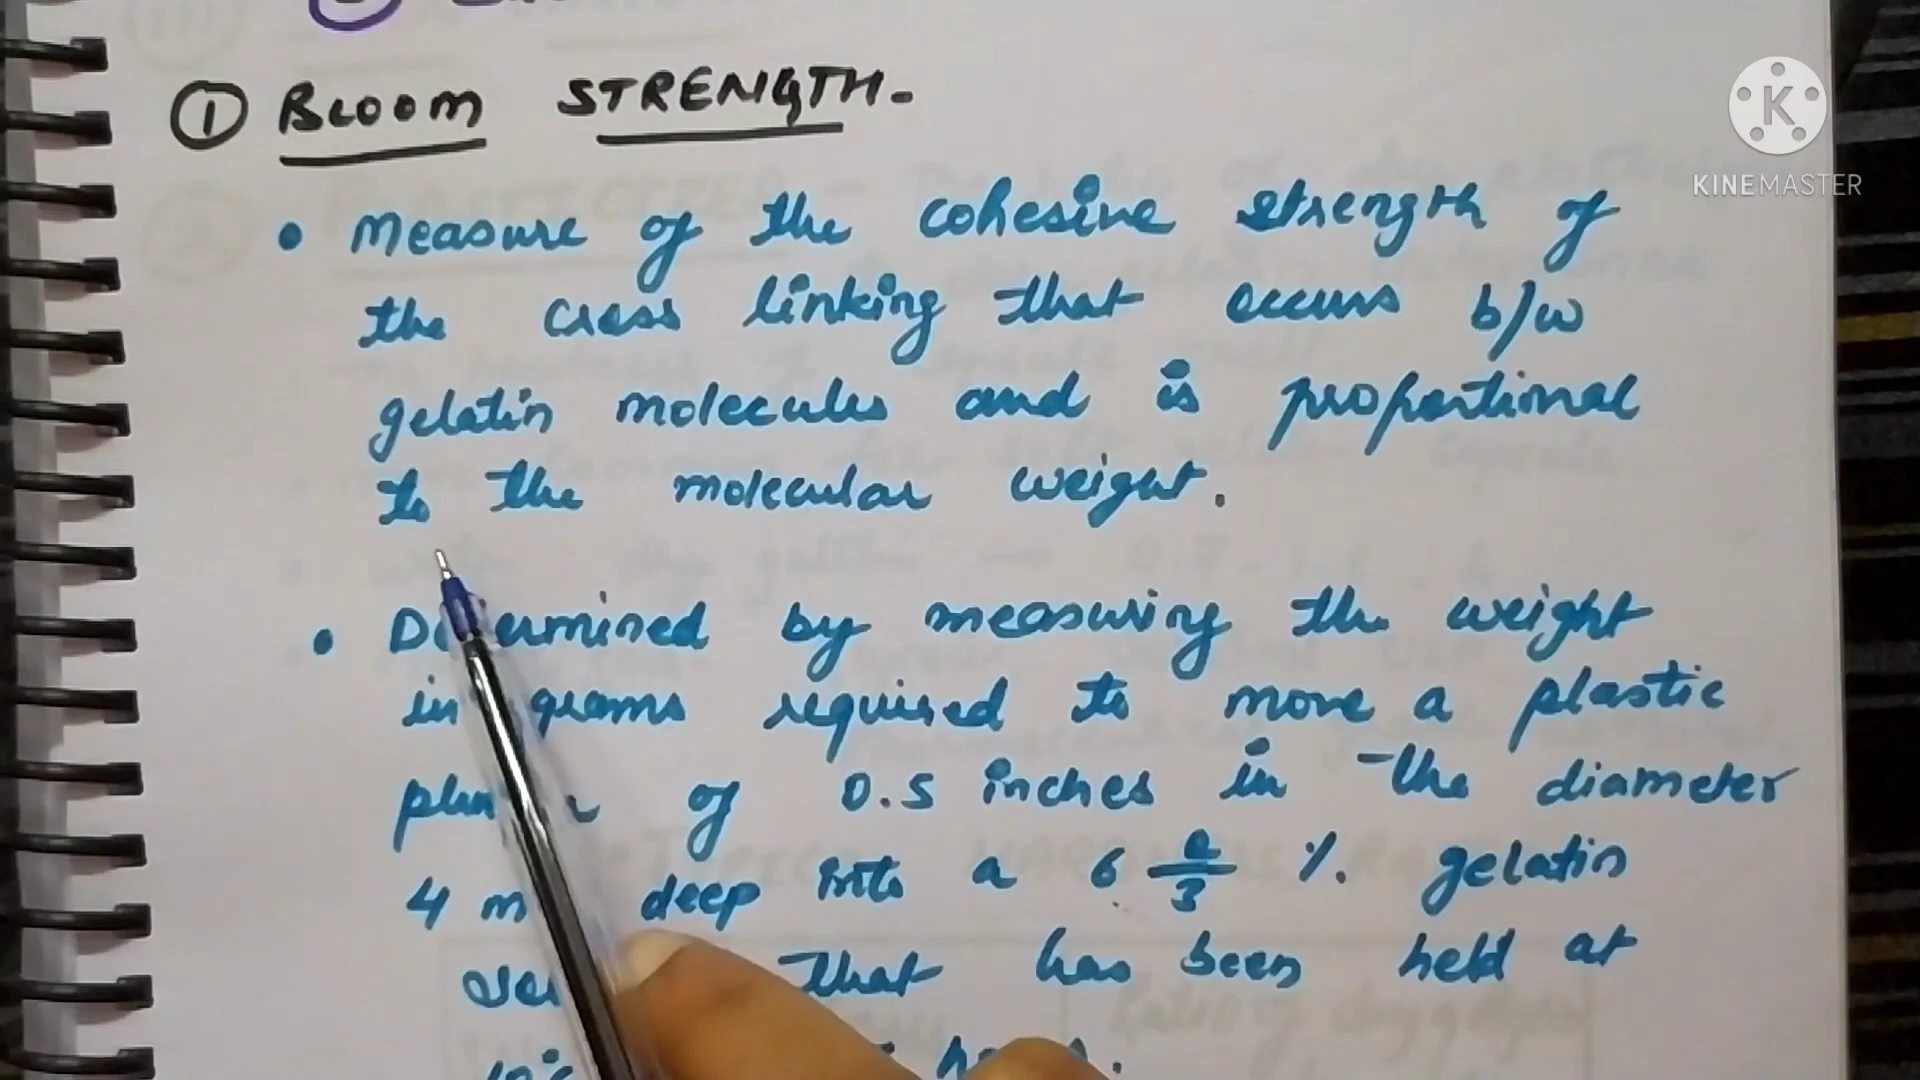 ① BLOOM STRENGTH-
• Measure of the cohesive strength of
the cross linking that occurs b/w
gelatin molecules and is proportional
to the molecular weight.
• Determined by measuring the weight
in grams required to move a plastic
of 0.5 inches in the diameter
4 deep into a 6 2/3 %. gelatin
that has been held at
KINEMASTER